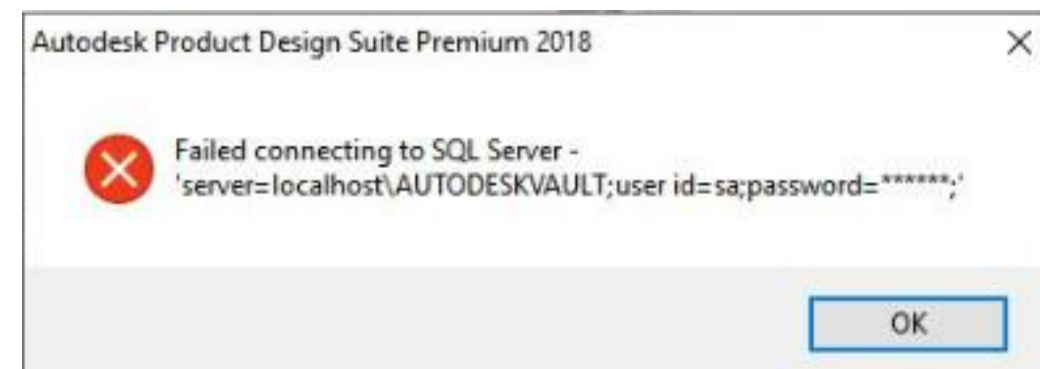 Autodesk Product Design Suite Premium 2018
Failed connecting to SQL Server -
'server=localhost\AUTODESKVAULT;user id=sa;password=******;'
OK